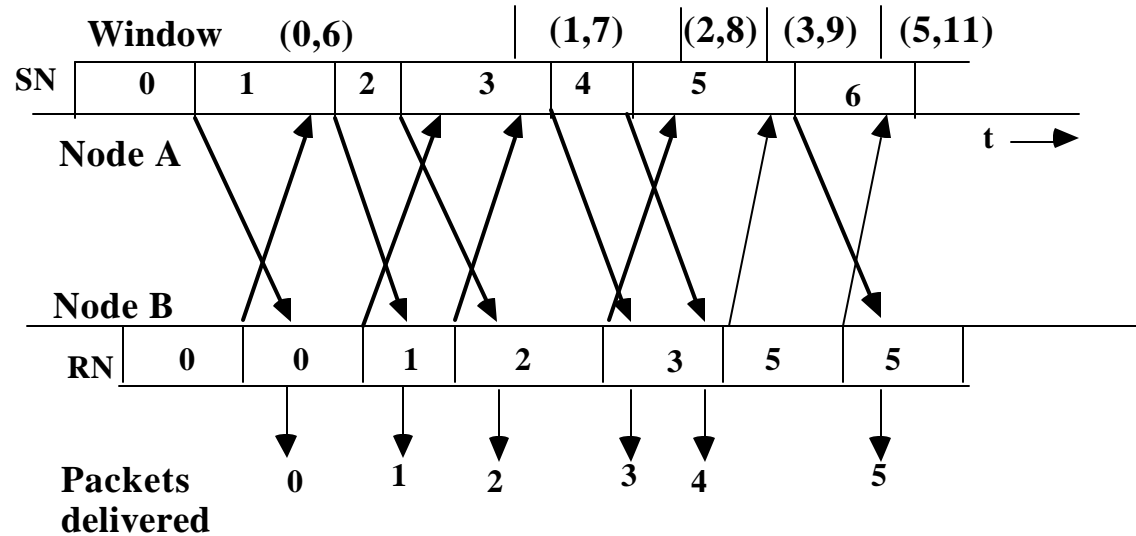 Window (0,6) (1,7) (2,8) (3,9) (5,11)
SN 0 1 2 3 4 5 6
Node A t
Node B
RN 0 0 1 2 3 5 5
Packets 0 1 2 3 4 5
delivered